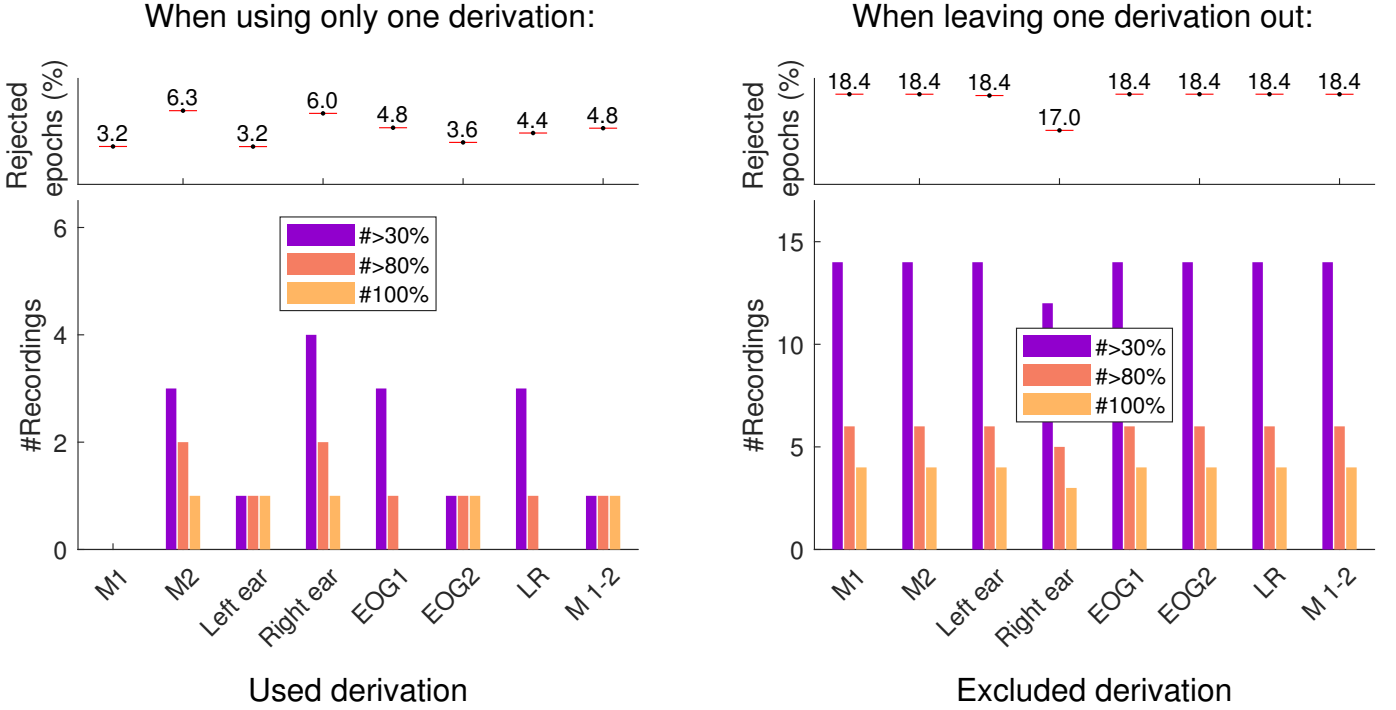 When using only one derivation:
Rejected
epochs (%)
3.2
6.3
3.2
6.0
4.8
3.6
4.4
4.8
#Recordings
6
4
2
0
#>30%
#>80%
#100%
M1
M2
Left ear
Right ear
EOG1
EOG2
LR
M 1-2
Used derivation
When leaving one derivation out:
Rejected
epochs (%)
18.4
18.4
18.4
17.0
18.4
18.4
18.4
18.4
#Recordings
15
10
5
0
#>30%
#>80%
#100%
M1
M2
Left ear
Right ear
EOG1
EOG2
LR
M 1-2
Excluded derivation